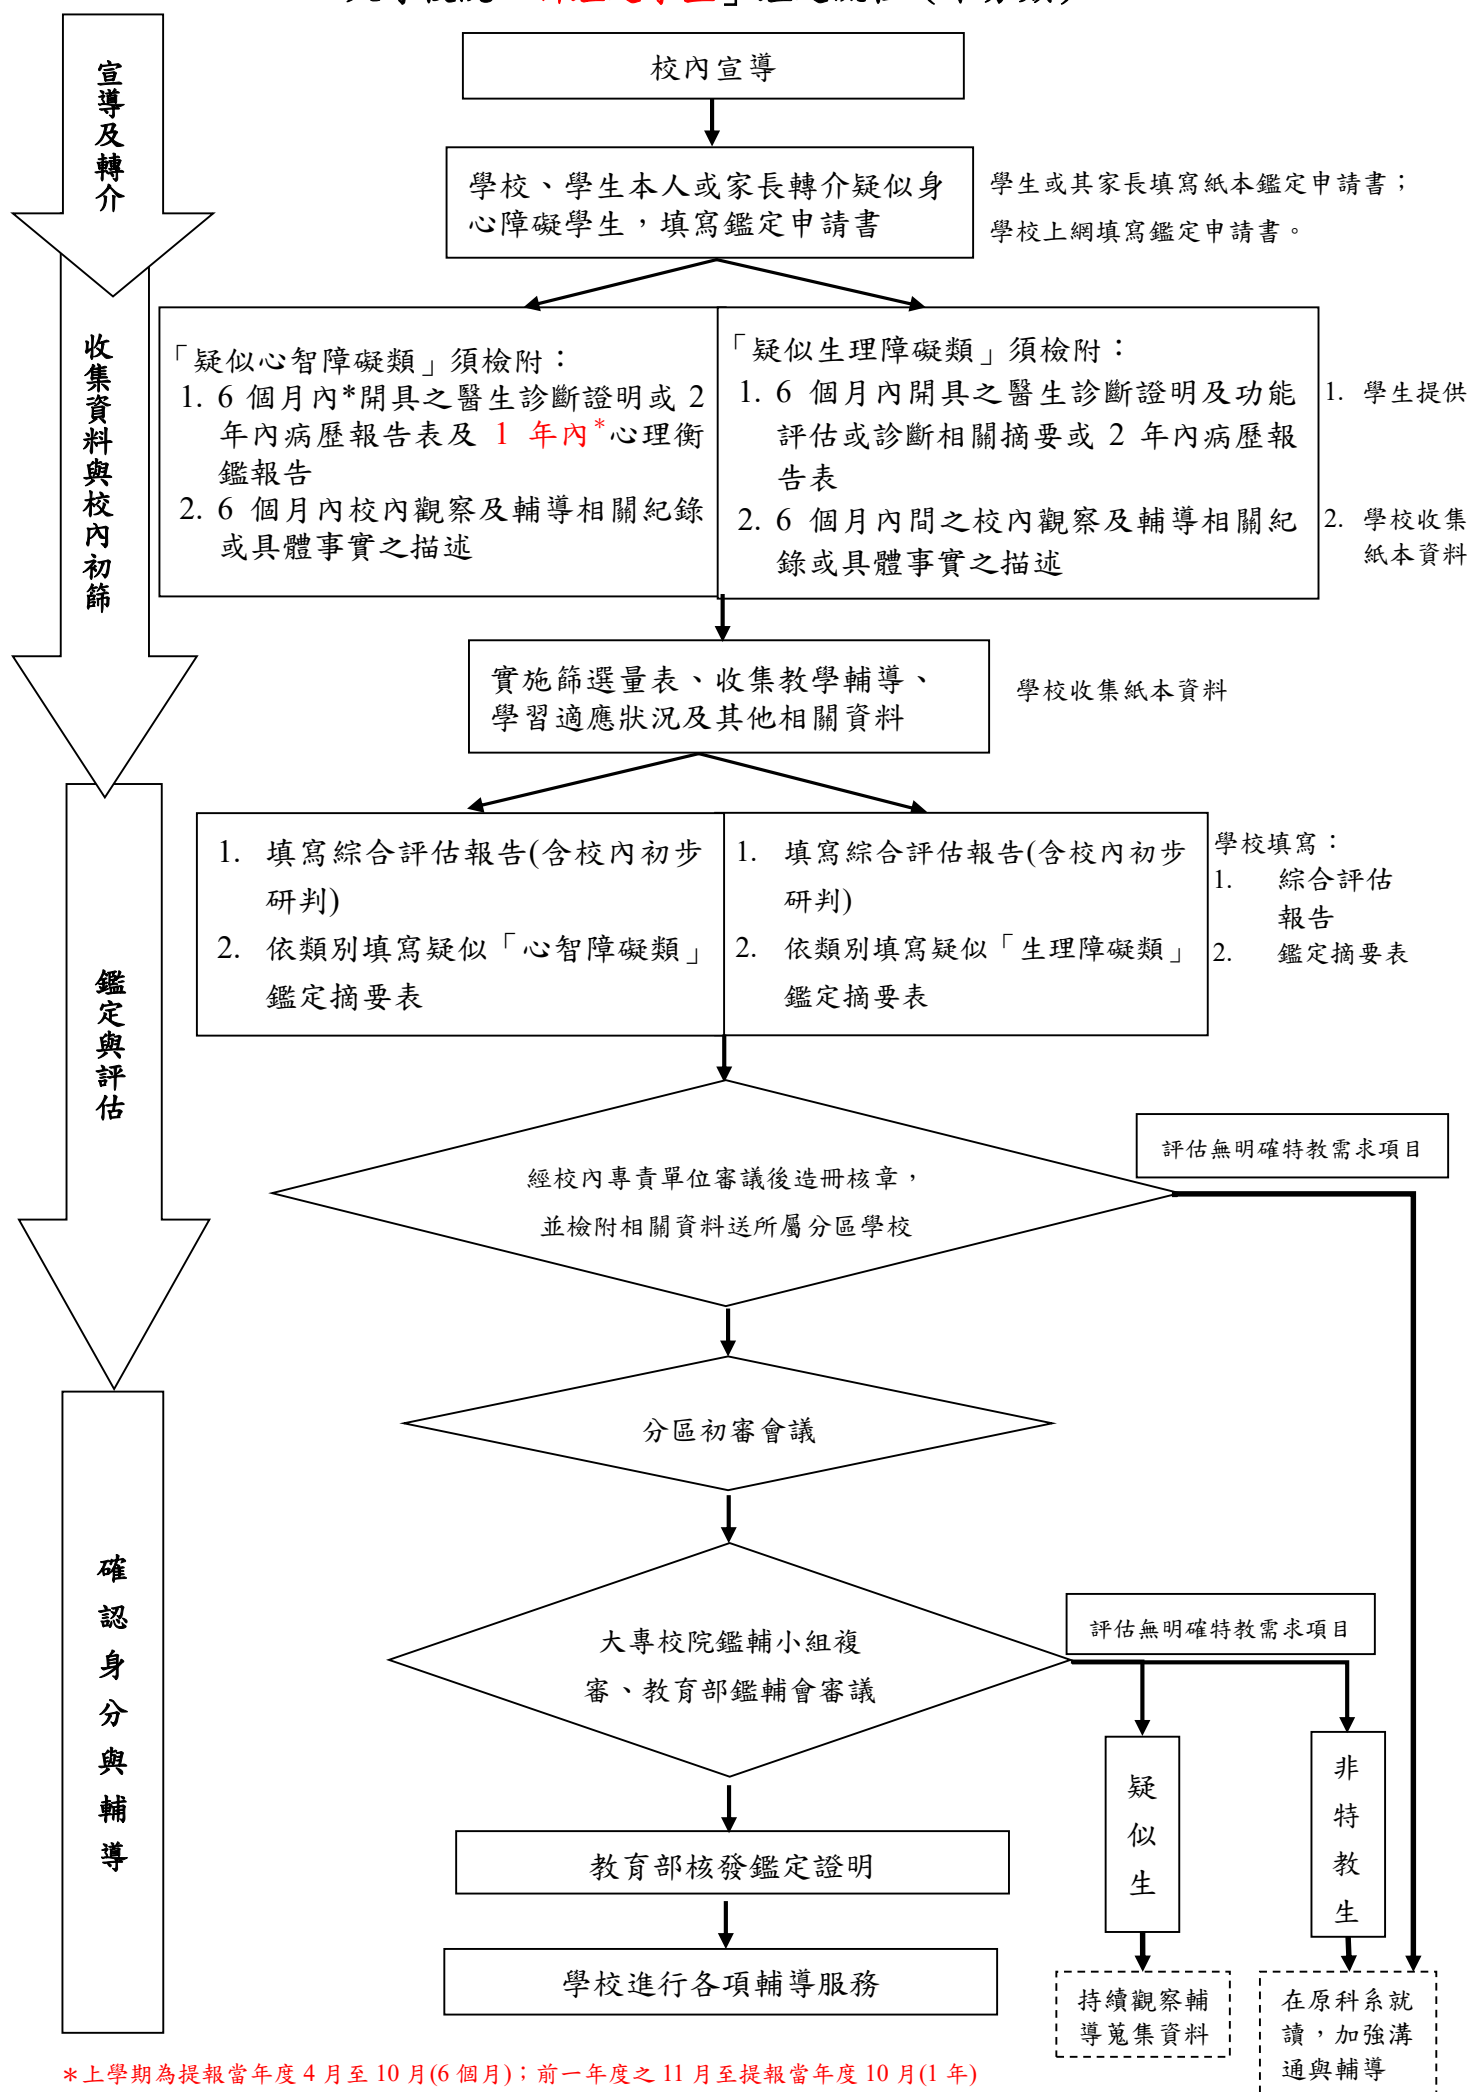 校內宣導
宣導及轉介
學校、學生本人或家長轉介疑似身
心障礙學生，填寫鑑定申請書
學生或其家長填寫紙本鑑定申請書；
學校上網填寫鑑定申請書。
收集資料與校內初篩
「疑似心智障礙類」須檢附：
1. 6 個月內*開具之醫生診斷證明或 2
年內病歷報告表及 1 年內*心理衡
鑑報告
2. 6 個月內校內觀察及輔導相關紀錄
或具體事實之描述
「疑似生理障礙類」須檢附：
1. 6 個月內開具之醫生診斷證明及功能
評估或診斷相關摘要或 2 年內病歷報
告表
2. 6 個月內間之校內觀察及輔導相關紀
錄或具體事實之描述
1. 學生提供
2. 學校收集
紙本資料
實施篩選量表、收集教學輔導、
學習適應狀況及其他相關資料
學校收集紙本資料
鑑定與評估
1. 填寫綜合評估報告(含校內初步
研判)
2. 依類別填寫疑似「心智障礙類」
鑑定摘要表
1. 填寫綜合評估報告(含校內初步
研判)
2. 依類別填寫疑似「生理障礙類」
鑑定摘要表
學校填寫：
1. 綜合評估
報告
2. 鑑定摘要表
經校內專責單位審議後造冊核章，
並檢附相關資料送所屬分區學校
評估無明確特教需求項目
分區初審會議
確認身分與輔導
大專校院鑑輔小組複
審、教育部鑑輔會審議
評估無明確特教需求項目
疑似生
非特教生
教育部核發鑑定證明
學校進行各項輔導服務
持續觀察輔
導蒐集資料
在原科系就
讀，加強溝
通與輔導
*上學期為提報當年度 4 月至 10 月(6 個月)；前一年度之 11 月至提報當年度 10 月(1 年)